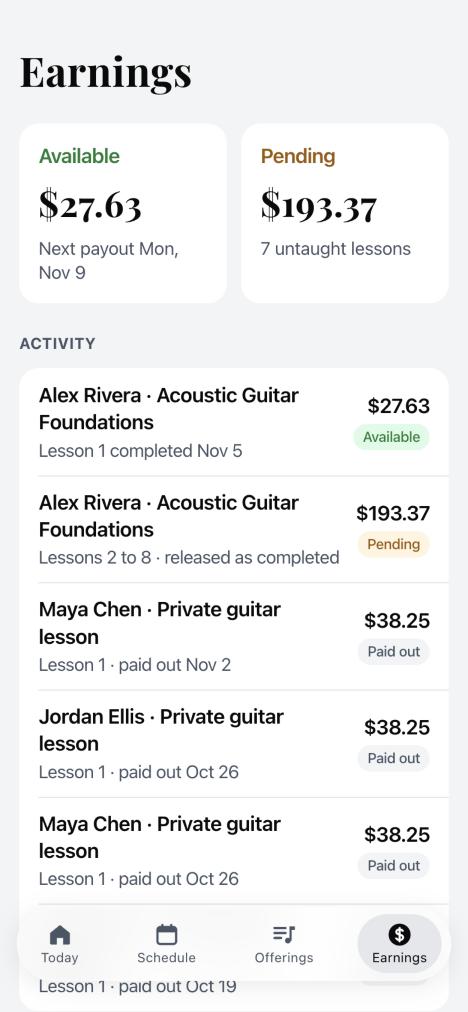 Earnings
Available
$27.63
Next payout Mon,
Nov 9
Pending
$193.37
7 untaught lessons
ACTIVITY
Alex Rivera · Acoustic Guitar
Foundations
Lesson 1 completed Nov 5
$27.63
Available
Alex Rivera · Acoustic Guitar
Foundations
Lessons 2 to 8 · released as completed
$193.37
Pending
Maya Chen · Private guitar
lesson
Lesson 1 · paid out Nov 2
$38.25
Paid out
Jordan Ellis · Private guitar
lesson
Lesson 1 · paid out Oct 26
$38.25
Paid out
Maya Chen · Private guitar
lesson
Lesson 1 · paid out Oct 26
$38.25
Paid out
Today
Schedule
Offerings
Earnings
Lesson 1 · paid out Oct 19